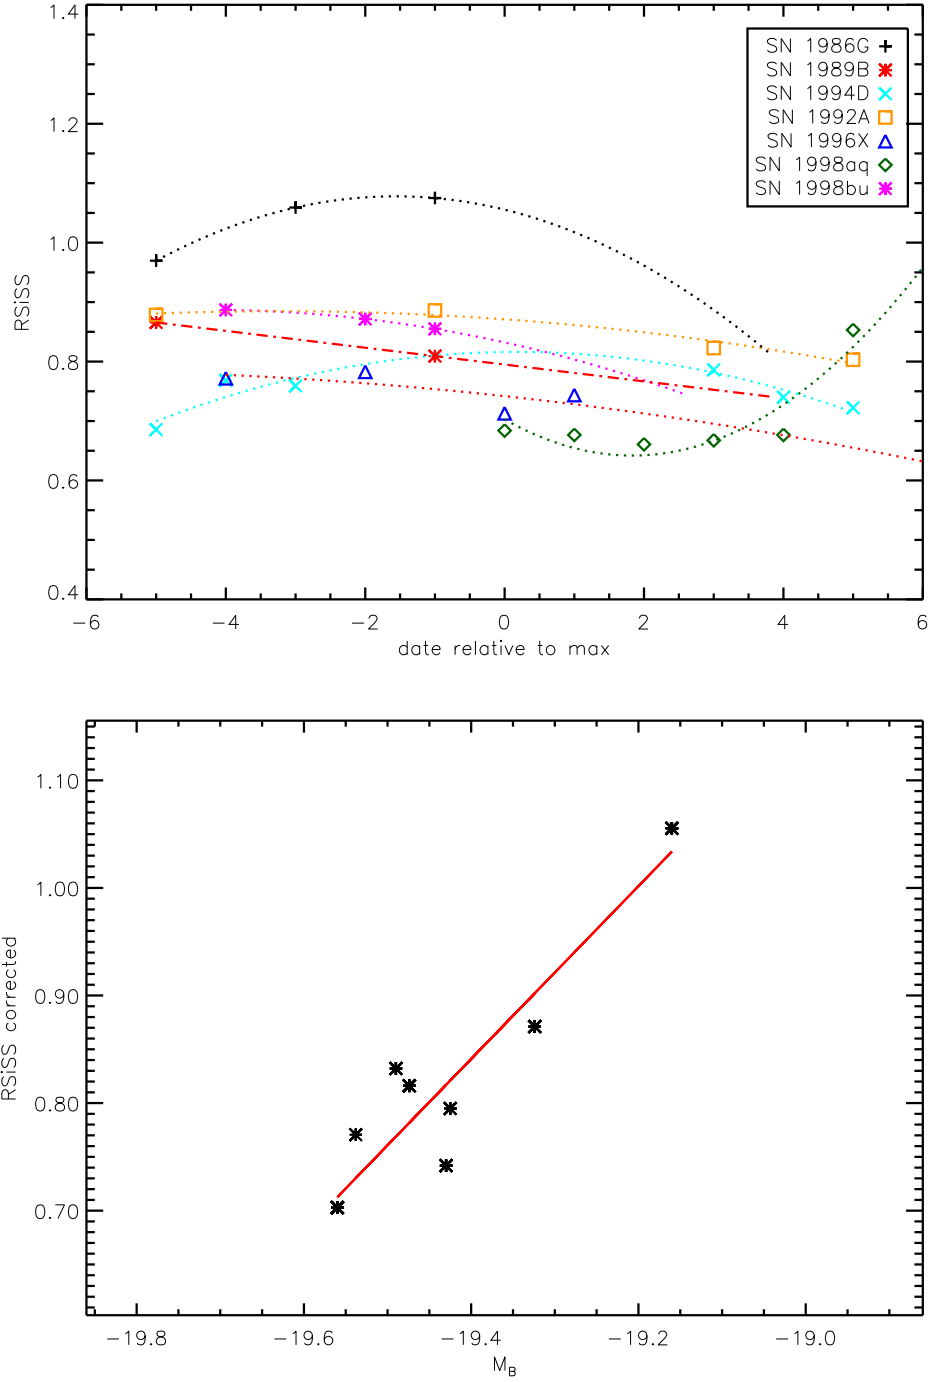 1.4
1.2
1.0
0.8
0.6
0.4
RSiSS
SN 1986G
SN 1989B
SN 1994D
SN 1992A
SN 1996X
SN 1998aq
SN 1998bu
−6 −4 −2 0 2 4 6
date relative to max
1.10
1.00
0.90
0.80
0.70
RSiSS corrected
−19.8 −19.6 −19.4 −19.2 −19.0
M_B